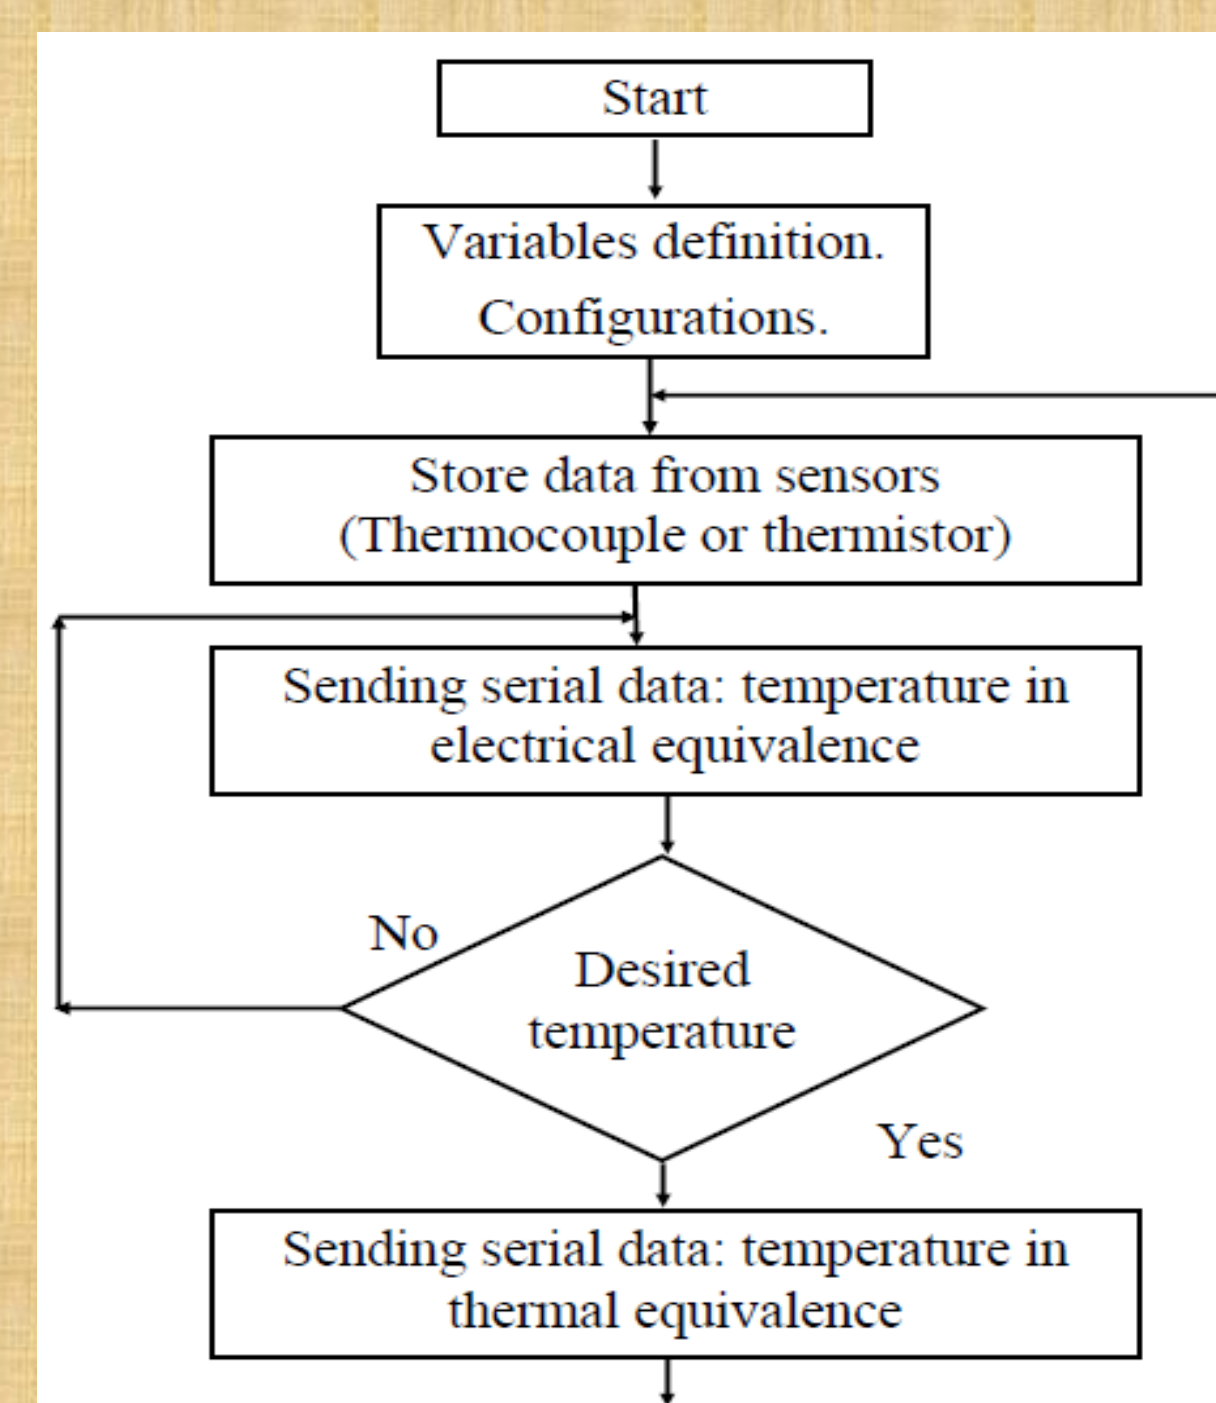 Start
Variables definition.
Configurations.
Store data from sensors
(Thermocouple or thermistor)
Sending serial data: temperature in
electrical equivalence
No
Desired
temperature
Yes
Sending serial data: temperature in
thermal equivalence